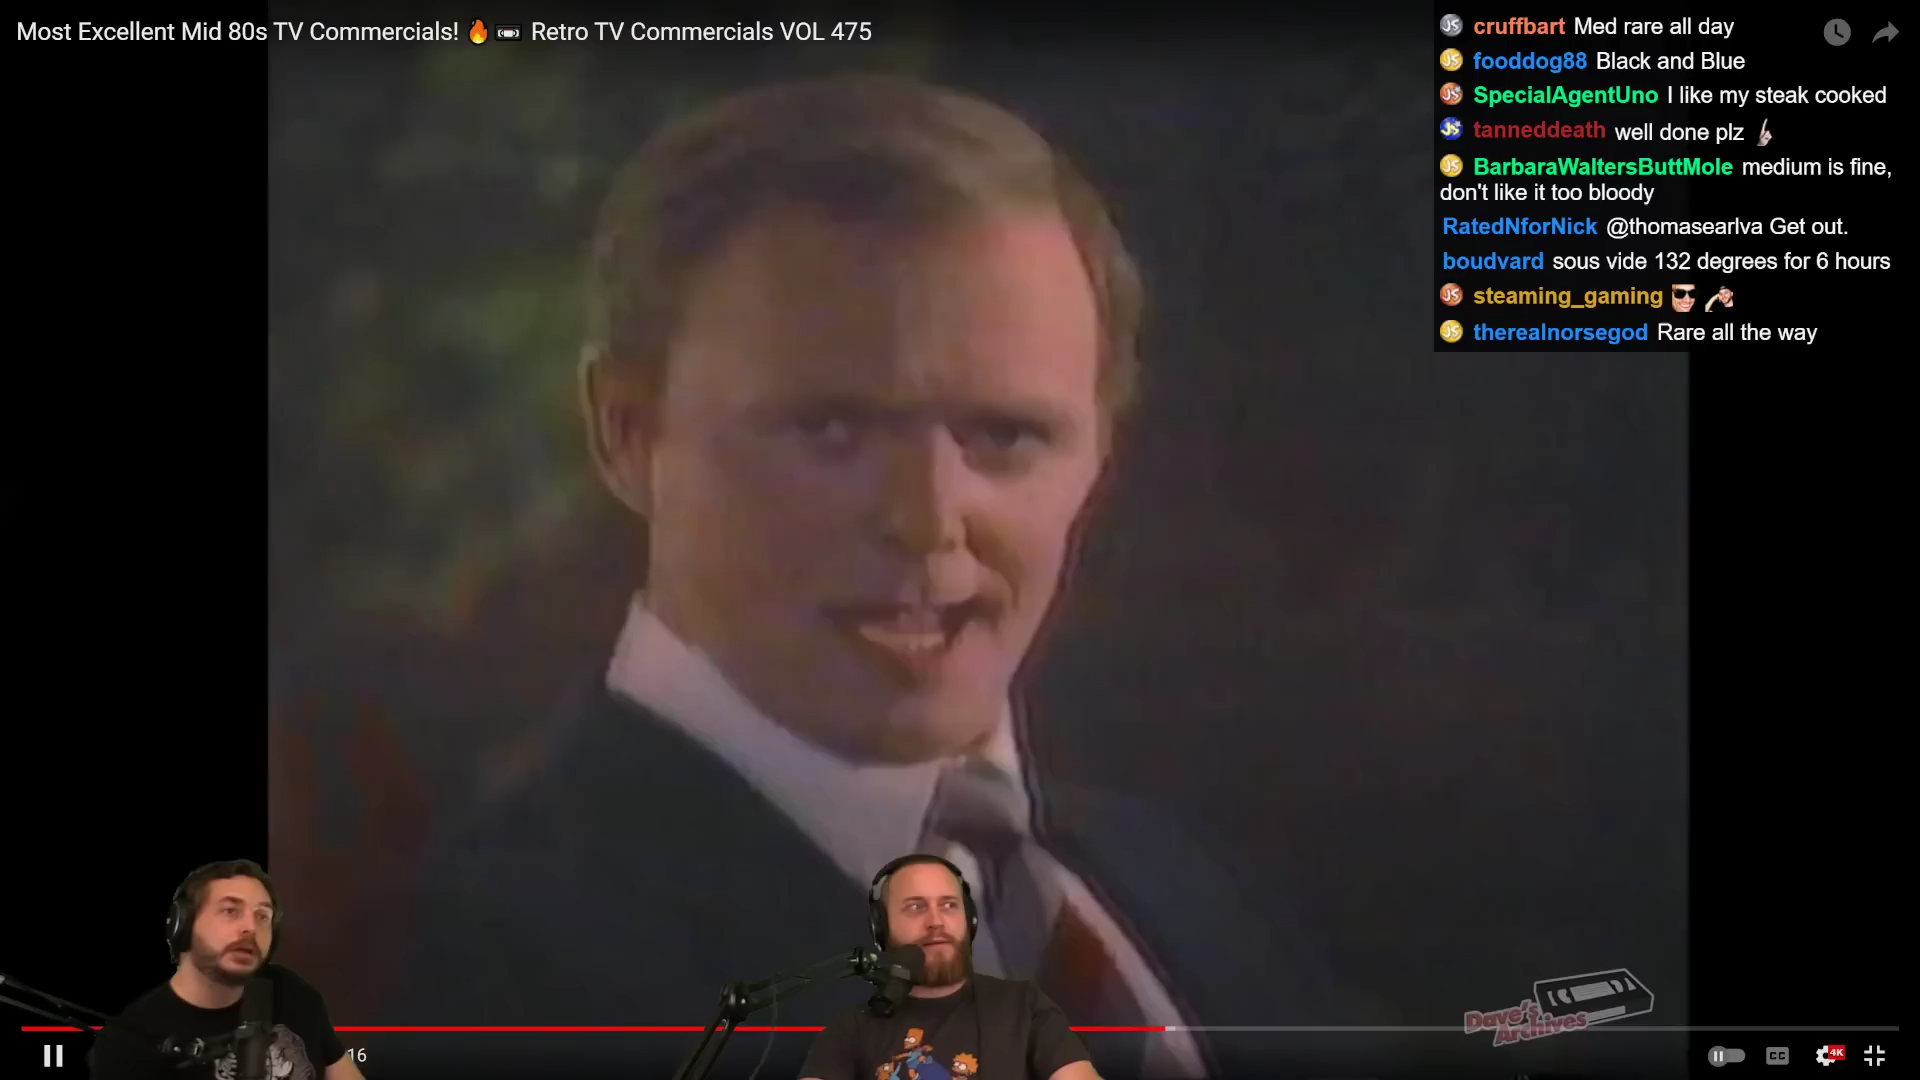 Most Excellent Mid 80s TV Commercials! 🔥📼 Retro TV Commercials VOL 475
cruffbart Med rare all day
fooddog88 Black and Blue
SpecialAgentUno I like my steak cooked
tanneddeath well done plz
BarbaraWaltersButtMole medium is fine,
don't like it too bloody
RatedNforNick @thomasearlva Get out.
boudvard sous vide 132 degrees for 6 hours
steaming_gaming
therealnorsegod Rare all the way
Dave's
Archives
16
CC
4K